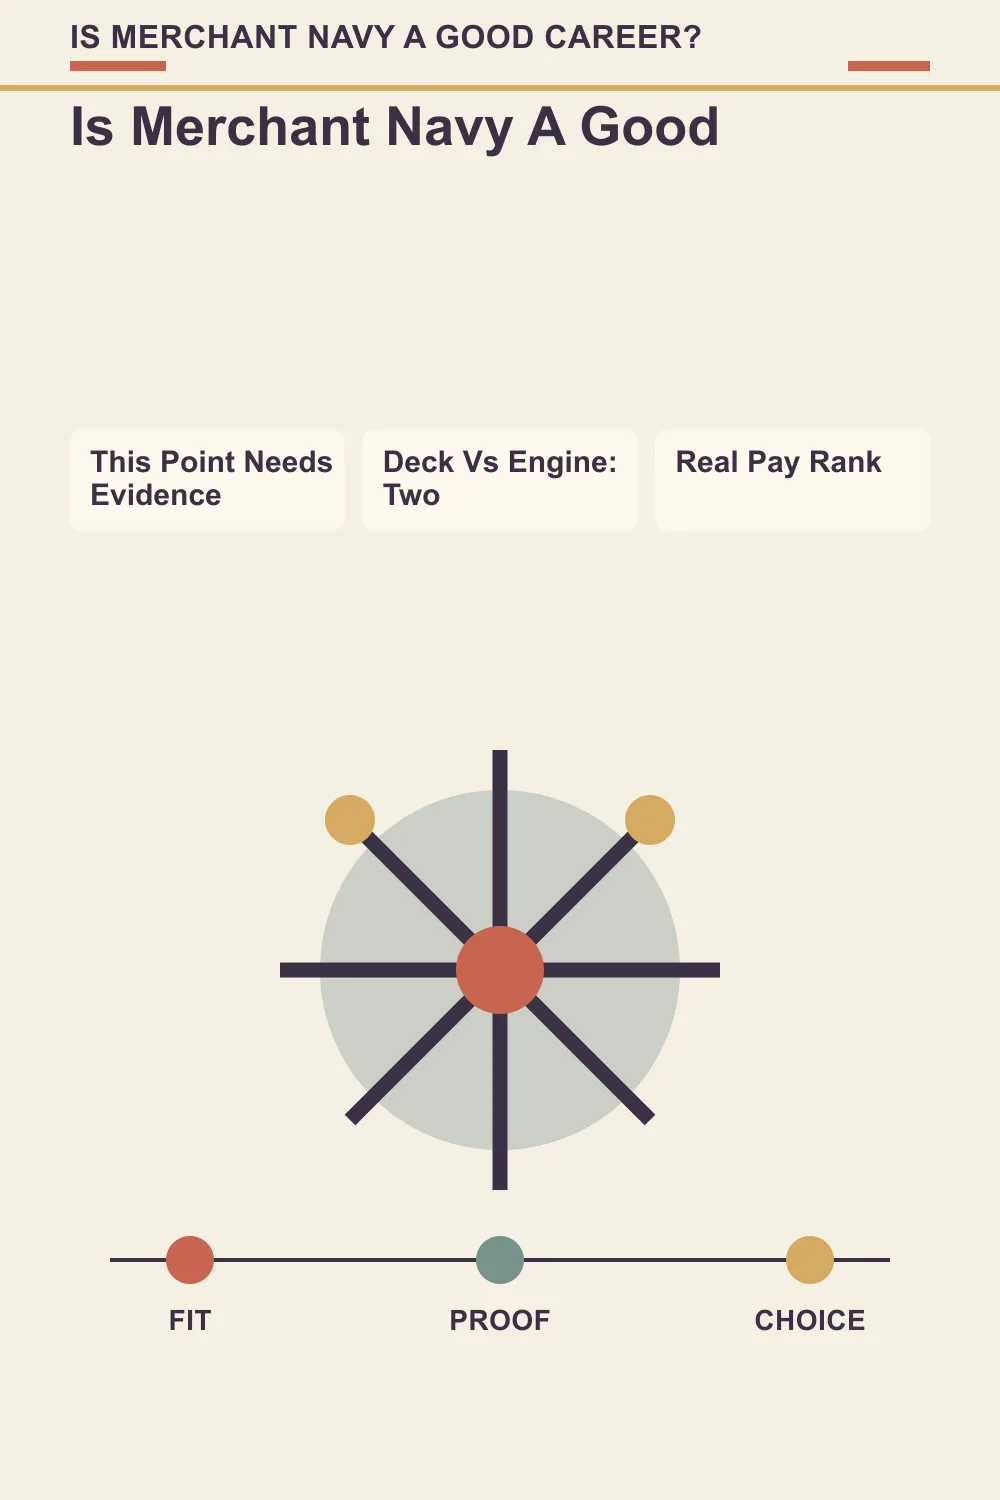 IS MERCHANT NAVY A GOOD CAREER?
Is Merchant Navy A Good
This Point Needs
Evidence
Deck Vs Engine:
Two
Real Pay Rank
FIT
PROOF
CHOICE